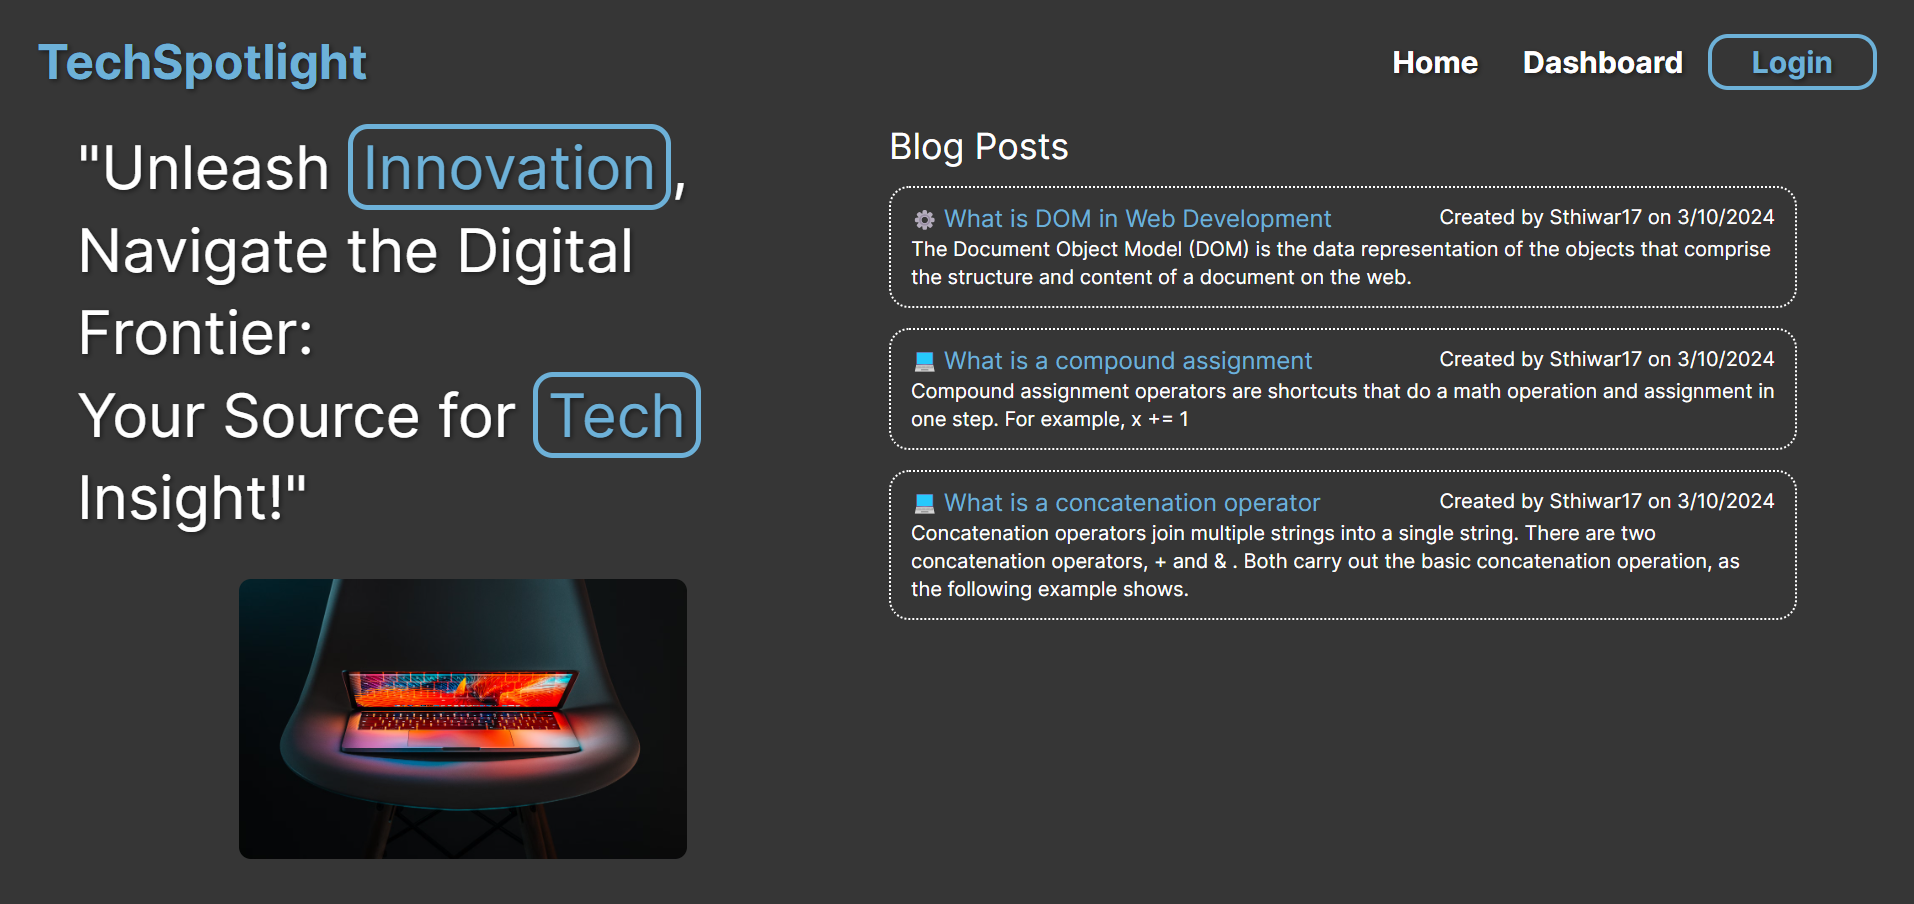 TechSpotlight
Home Dashboard Login
"Unleash Innovation,
Navigate the Digital
Frontier:
Your Source for Tech
Insight!"
Blog Posts
What is DOM in Web Development Created by Sthiwar17 on 3/10/2024
The Document Object Model (DOM) is the data representation of the objects that comprise
the structure and content of a document on the web.
What is a compound assignment Created by Sthiwar17 on 3/10/2024
Compound assignment operators are shortcuts that do a math operation and assignment in
one step. For example, x += 1
What is a concatenation operator Created by Sthiwar17 on 3/10/2024
Concatenation operators join multiple strings into a single string. There are two
concatenation operators, + and & . Both carry out the basic concatenation operation, as
the following example shows.